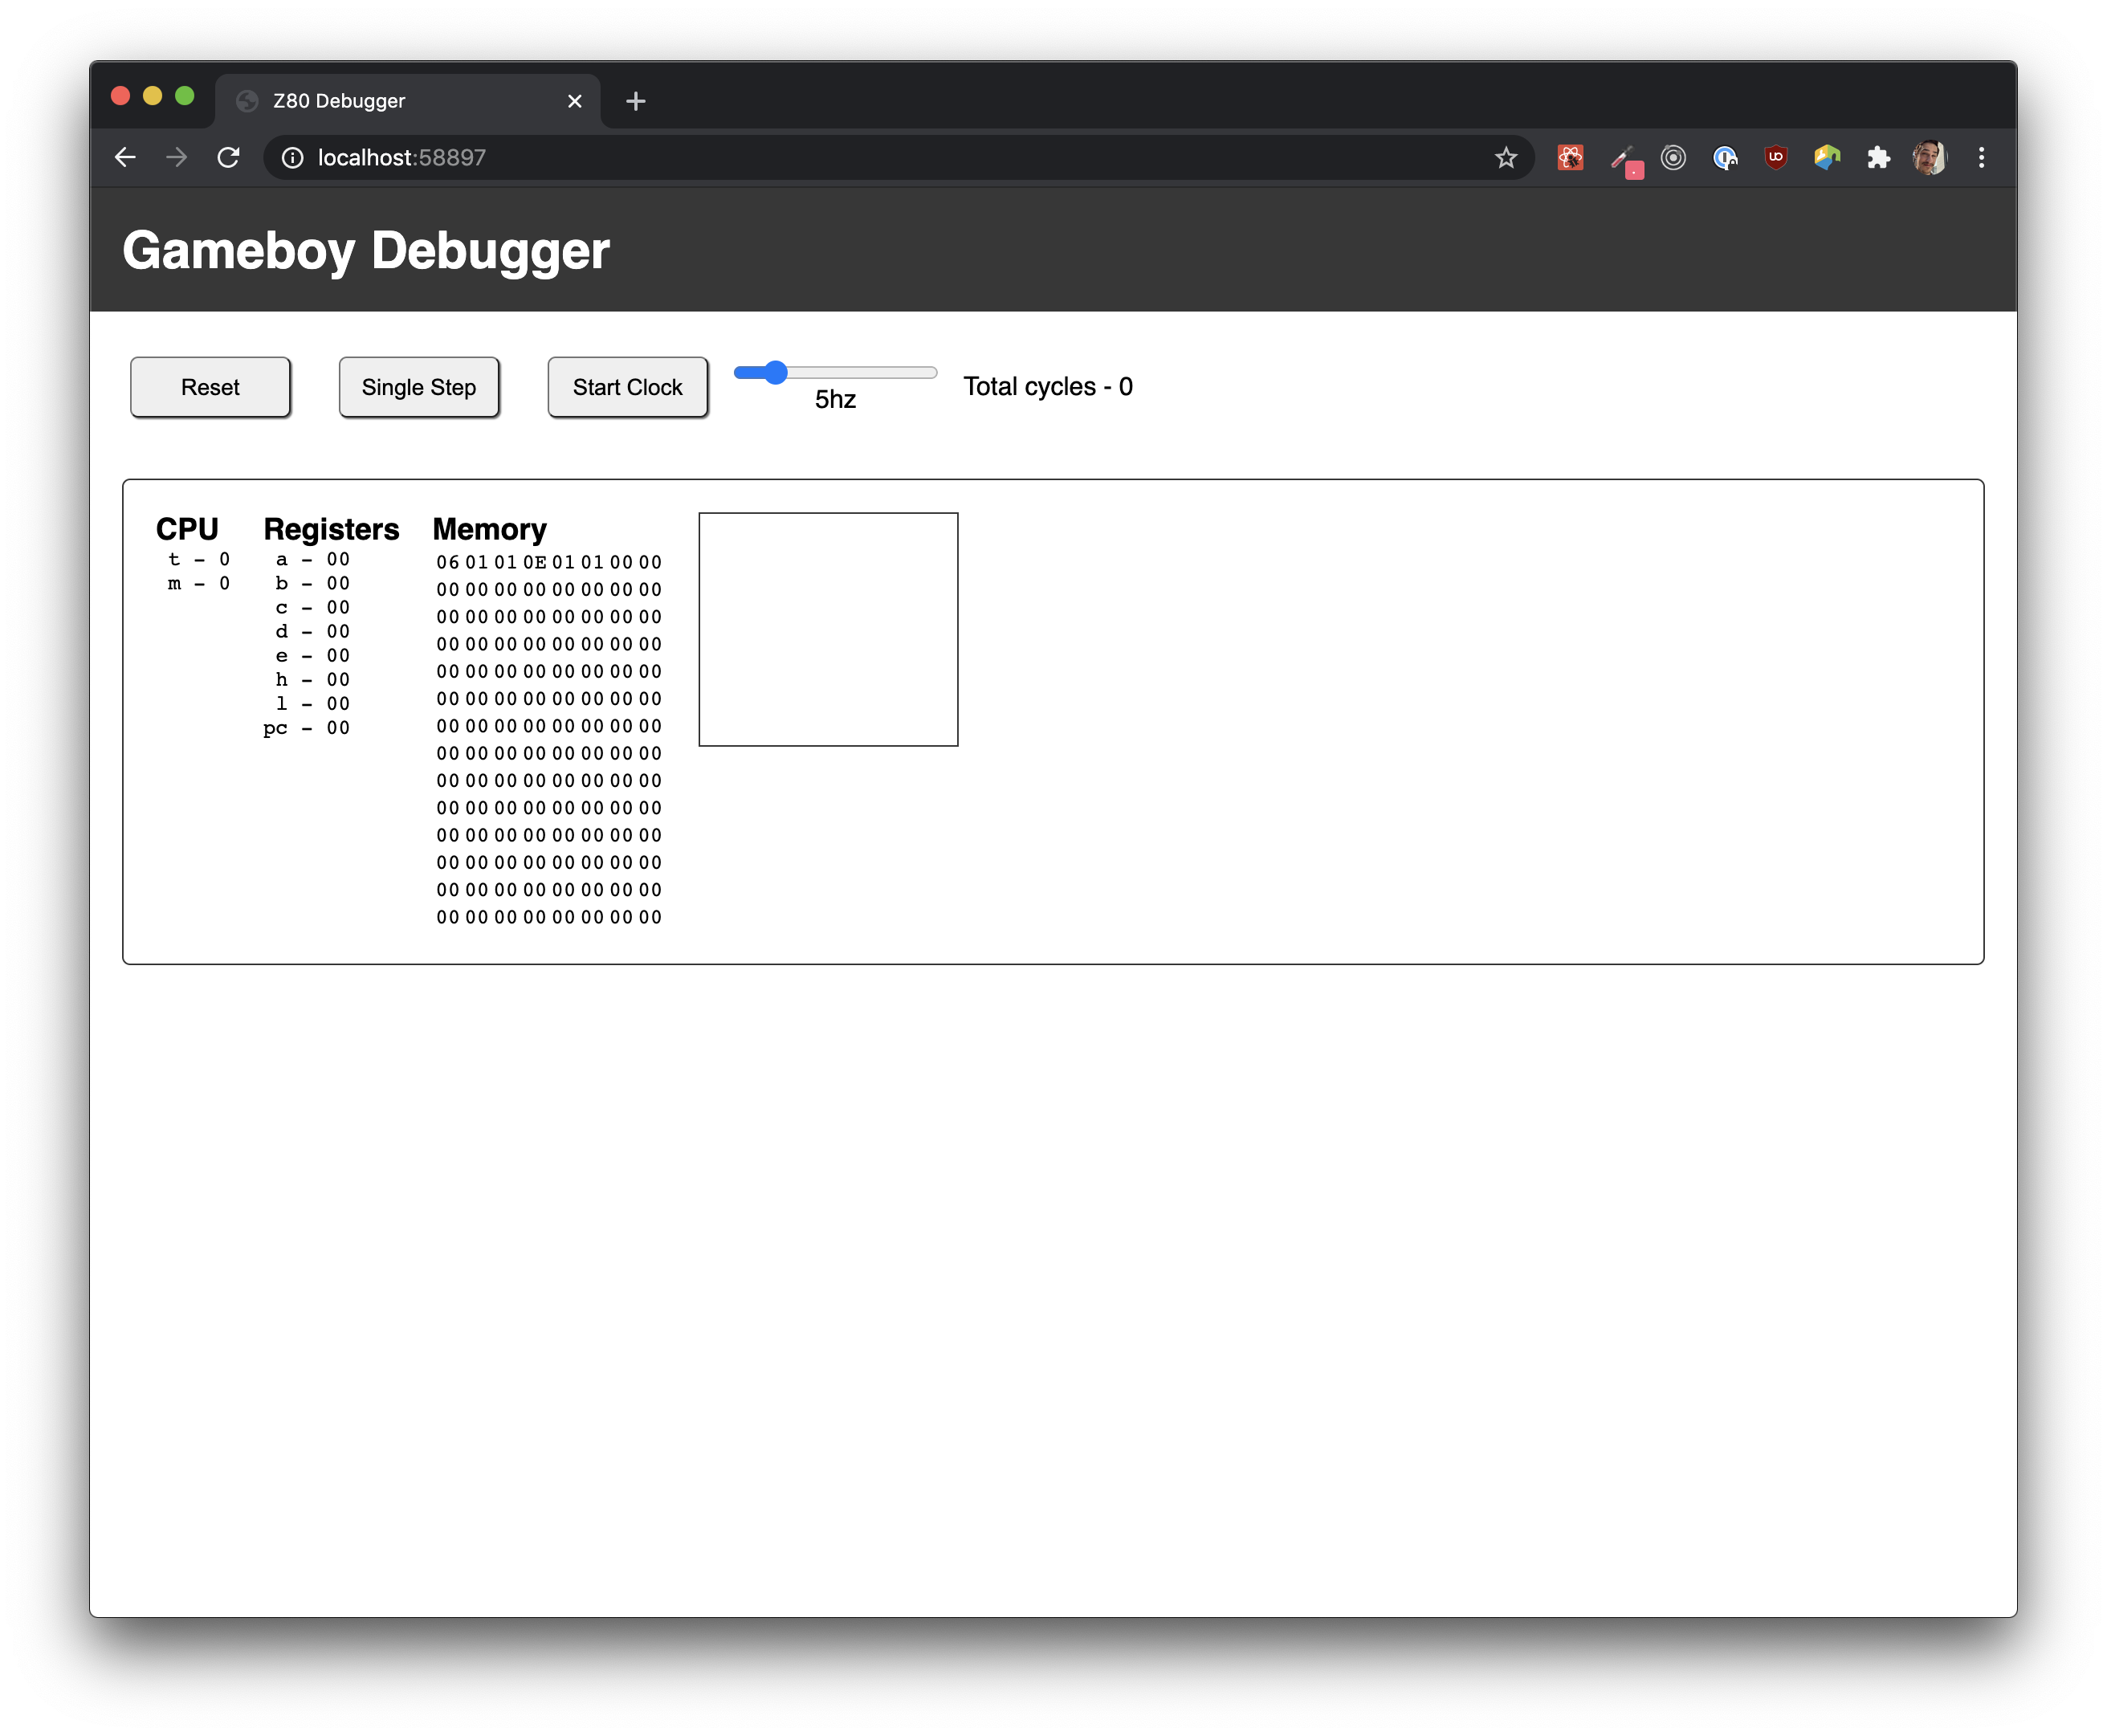 Z80 Debugger
localhost:58897
Gameboy Debugger
Reset Single Step Start Clock 5hz Total cycles - 0
CPU
t - 0
m - 0
Registers
a - 00
b - 00
c - 00
d - 00
e - 00
h - 00
l - 00
pc - 00
Memory
06 01 01 0E 01 01 00 00
00 00 00 00 00 00 00 00
00 00 00 00 00 00 00 00
00 00 00 00 00 00 00 00
00 00 00 00 00 00 00 00
00 00 00 00 00 00 00 00
00 00 00 00 00 00 00 00
00 00 00 00 00 00 00 00
00 00 00 00 00 00 00 00
00 00 00 00 00 00 00 00
00 00 00 00 00 00 00 00
00 00 00 00 00 00 00 00
00 00 00 00 00 00 00 00
00 00 00 00 00 00 00 00